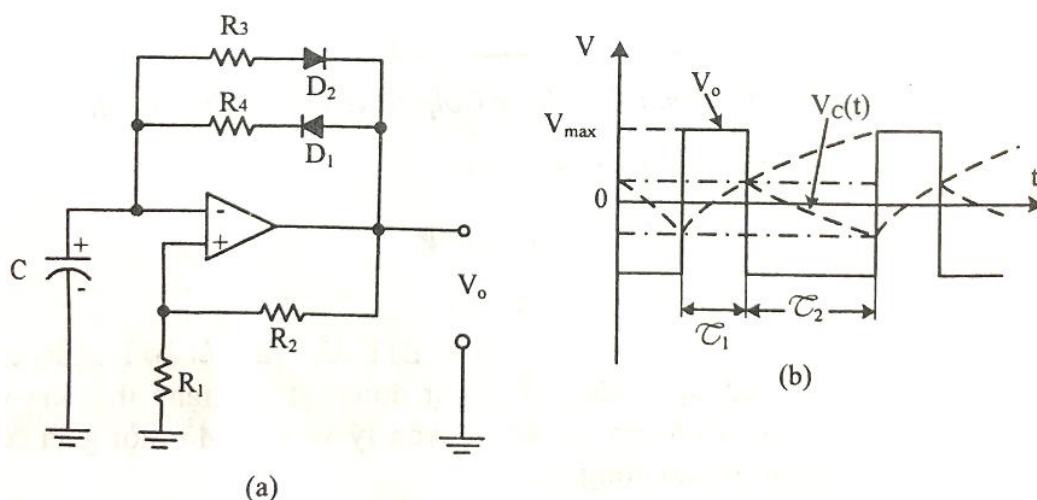 R3
D2
R4
D1
-
+
C
+
-
R2
R1
Vo
(a)
V
Vo
VC(t)
Vmax
0
t
τ1
τ2
(b)